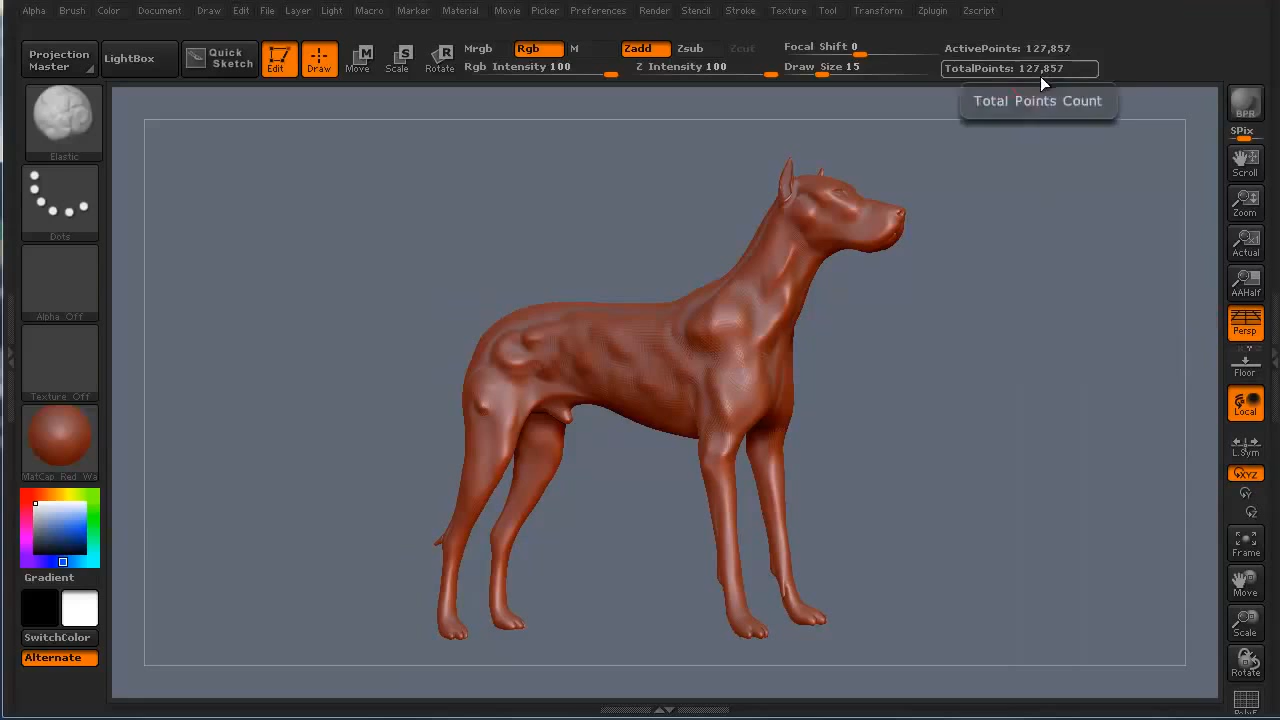 Alpha Brush Color Document Draw Edit File Layer Light Macro Marker Material Movie Picker Preferences Render Stencil Stroke Texture Tool Transform Zplugin Zscript
Projection Master
LightBox
Quick Sketch
Edit
Draw
Move
Scale
Rotate
Mrgb Rgb M
Rgb Intensity 100
Zadd Zsub Zcut
Z Intensity 100
Focal Shift 0
Draw Size 15
ActivePoints: 127,857
TotalPoints: 127,857
Total Points Count
Elastic
Dots
Alpha Off
Texture Off
MatCap Red Wa
Gradient
SwitchColor
Alternate
BPR
SPix
Scroll
Zoom
Actual
AAHalf
Persp
Floor
Local
L.Sym
XYZ
Frame
Move
Scale
Rotate